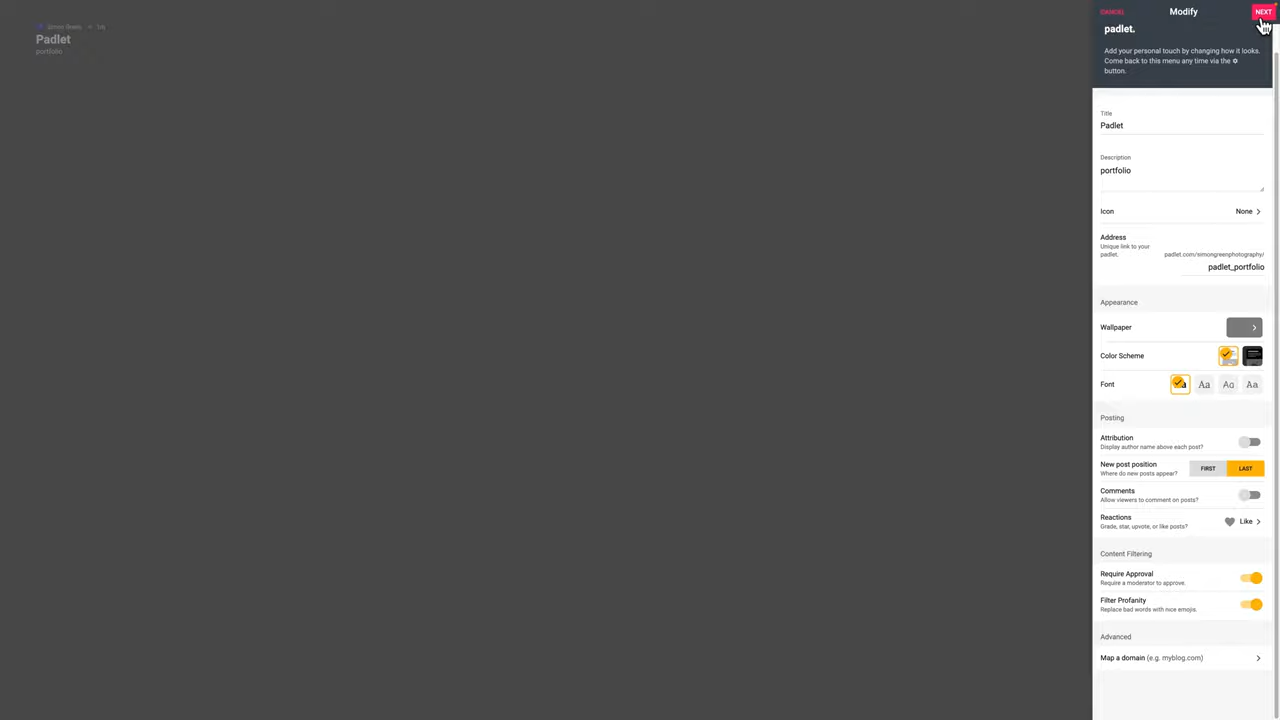 Simon Green
Padlet
portfolio
CANCEL
Modify
NEXT
padlet.
Add your personal touch by changing how it looks.
Come back to this menu any time via the
button.
Title
Padlet
Description
portfolio
Icon
None
Address
Unique link to your
padlet.
padlet.com/simongreenphotography/
padlet_portfolio
Appearance
Wallpaper
Color Scheme
Font
Aa Aa Aa
Posting
Attribution
Display author name above each post?
New post position
Where do new posts appear?
FIRST
LAST
Comments
Allow viewers to comment on posts?
Reactions
Grade, star, upvote, or like posts?
Like
Content Filtering
Require Approval
Require a moderator to approve.
Filter Profanity
Replace bad words with nice emojis.
Advanced
Map a domain (e.g. myblog.com)